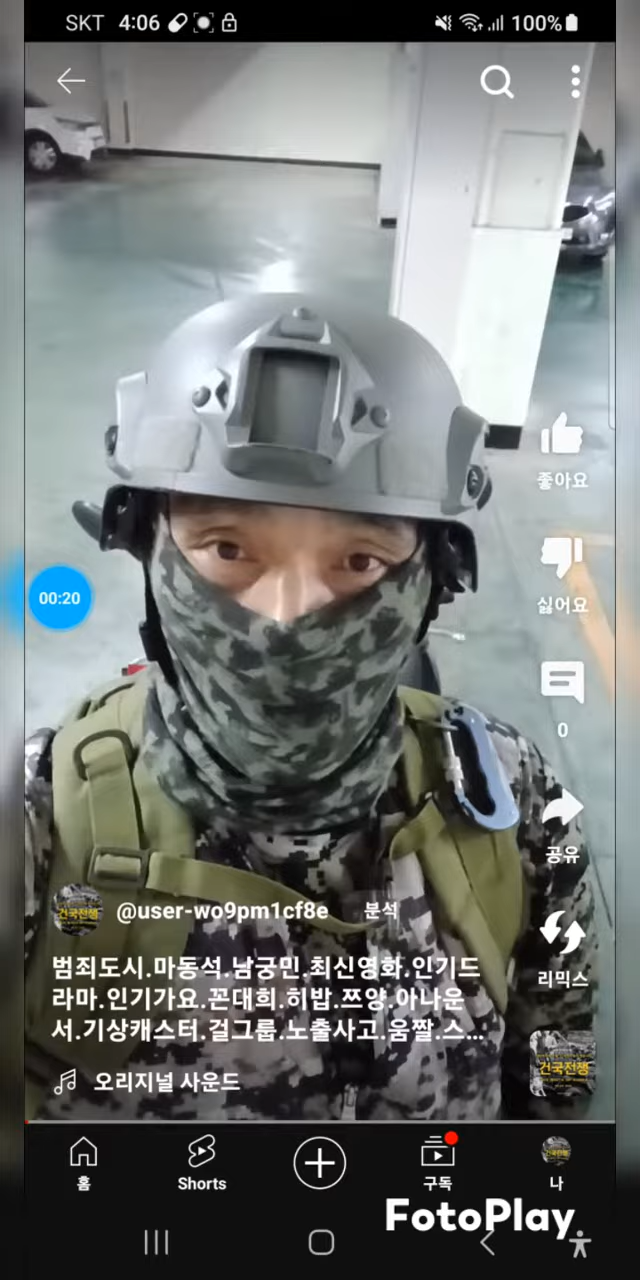 SKT 4:06 100%
좋아요
00:20
싫어요
0
공유
@user-wo9pm1cf8e 분석
리믹스
범죄도시.마동석.남궁민.최신영화.인기드
라마.인기가요.꼰대희.히밥.쯔양.아나운
서.기상캐스터.걸그룹.노출사고.움짤.스...
건국전쟁
오리지널 사운드
홈 Shorts 구독 나
FotoPlay